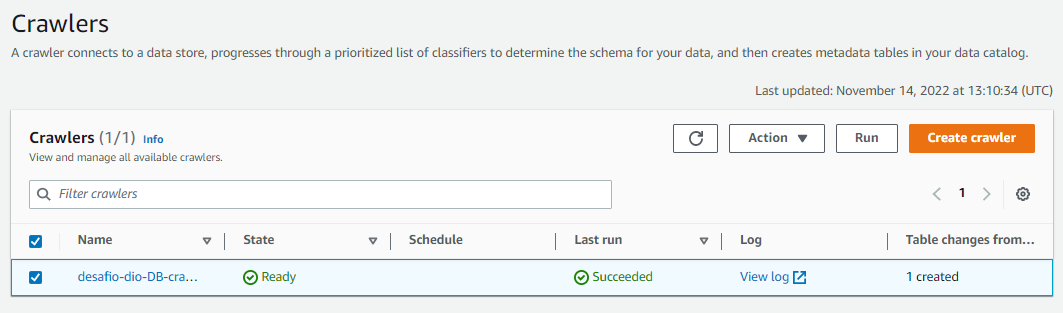 Crawlers
A crawler connects to a data store, progresses through a prioritized list of classifiers to determine the schema for your data, and then creates metadata tables in your data catalog.
Last updated: November 14, 2022 at 13:10:34 (UTC)
Crawlers (1/1) Info
View and manage all available crawlers.
Action
Run
Create crawler
Filter crawlers
1
Name State Schedule Last run Log Table changes from...
desafio-dio-DB-cra... Ready Succeeded View log 1 created